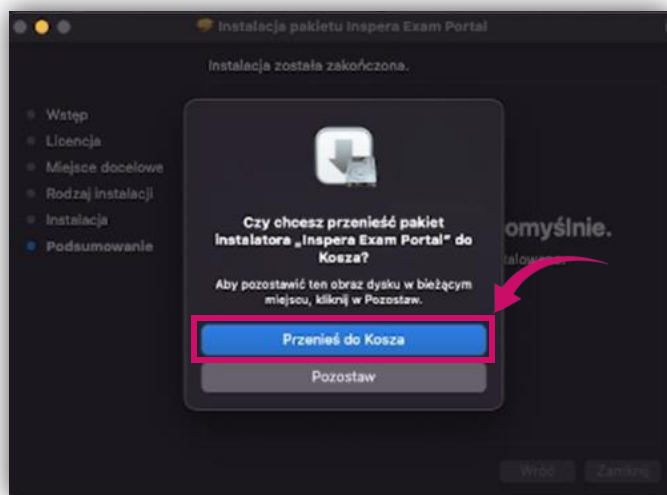 Instalacja pakietu Inspera Exam Portal
Instalacja została zakończona.
Wstęp
Licencja
Miejsce docelowe
Rodzaj instalacji
Instalacja
Podsumowanie
Czy chcesz przenieść pakiet
instalatora „Inspera Exam Portal" do
Kosza?
Aby pozostawić ten obraz dysku w bieżącym
miejscu, kliknij w Pozostaw.
Przenieś do Kosza
Pozostaw
omyślnie.
Wróć
Zamknij